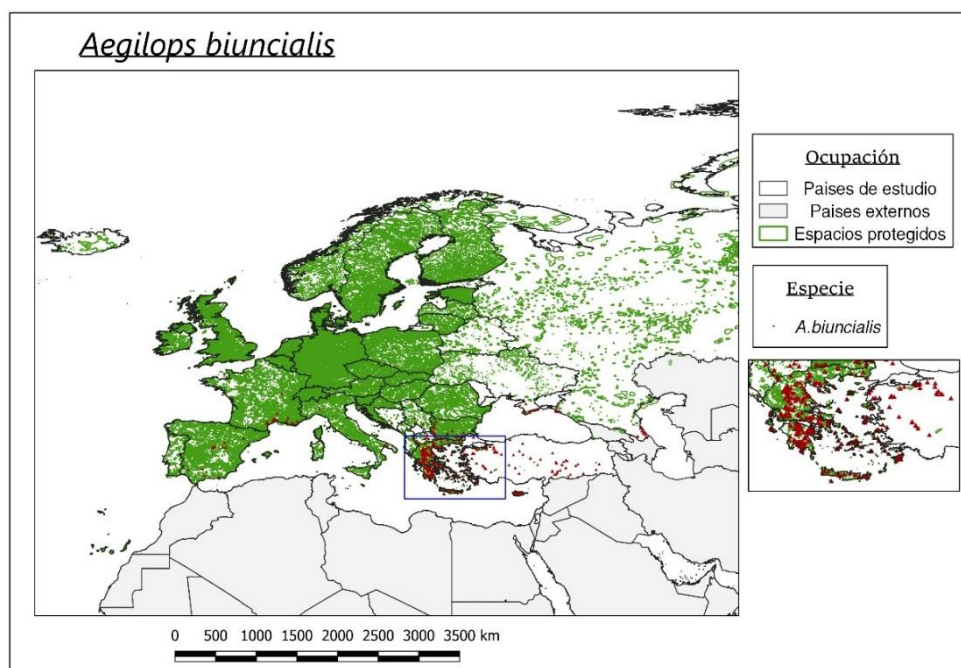 Aegilops biuncialis
Ocupación
Paises de estudio
Paises externos
Espacios protegidos
Especie
A.biuncialis
0 500 1000 1500 2000 2500 3000 3500 km